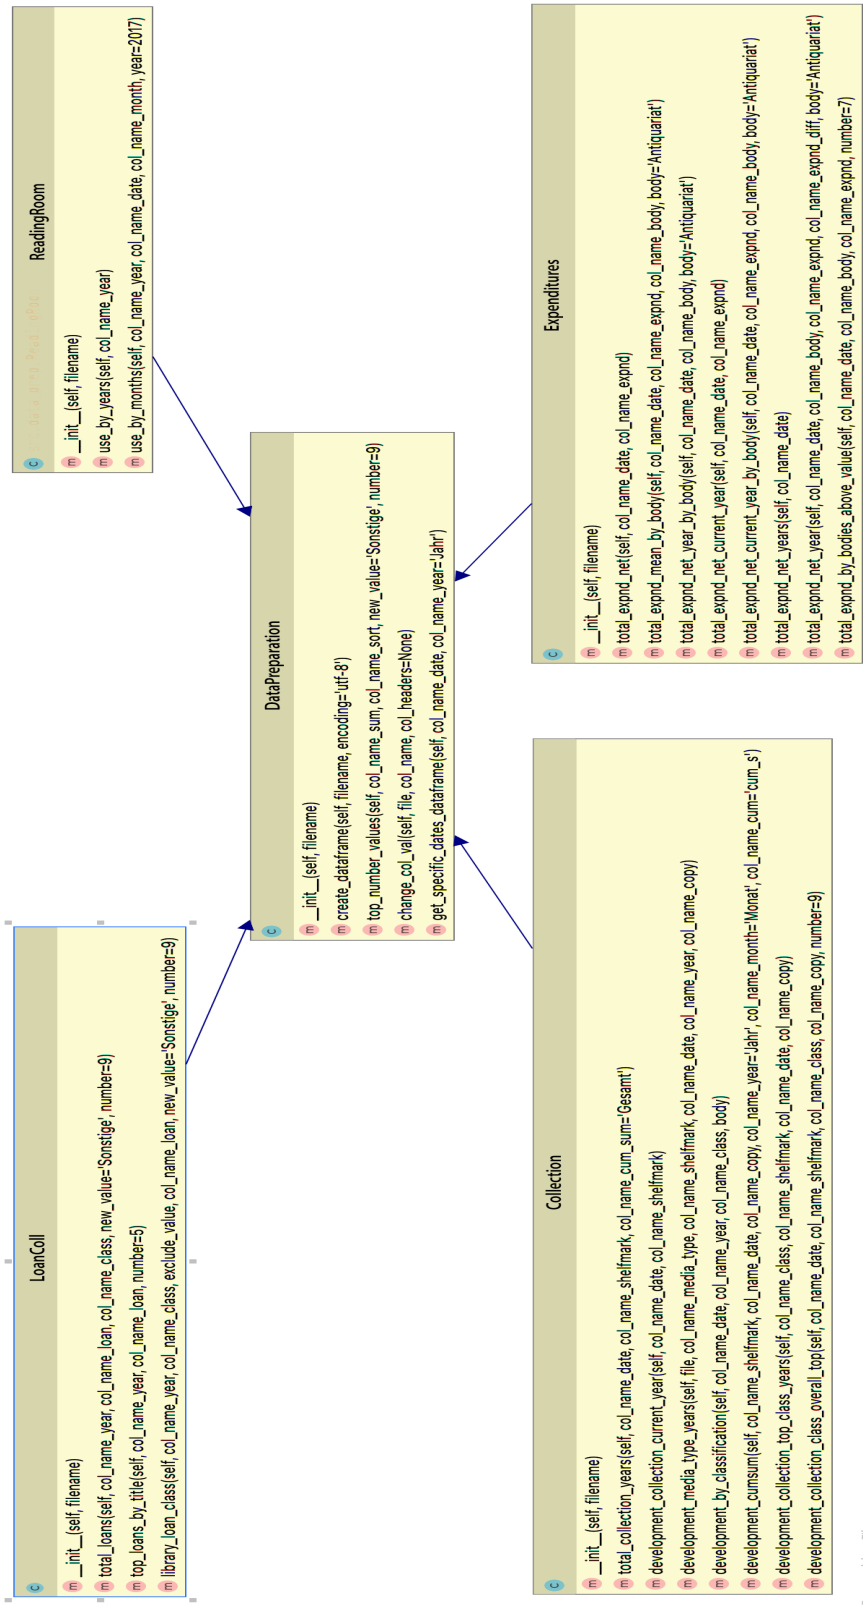 LoanColl
__init__(self, filename)
total_loans(self, col_name_year, col_name_loan, col_name_class, new_value='Sonstige', number=9)
top_loans_by_title(self, col_name_year, col_name_loan, number=5)
library_loan_class(self, col_name_year, col_name_class, exclude_value, col_name_loan, new_value='Sonstige', number=9)
ReadingRoom
__init__(self, filename)
use_by_years(self, col_name_year)
use_by_months(self, col_name_year, col_name_date, col_name_month, year=2017)
DataPreparation
__init__(self, filename)
create_dataframe(self, filename, encoding='utf-8')
top_number_values(self, col_name_sum, col_name_sort, new_value='Sonstige', number=9)
change_col_val(self, file, col_name, col_headers=None)
get_specific_dates_dataframe(self, col_name_date, col_name_year='Jahr')
Collection
__init__(self, filename)
total_collection_years(self, col_name_date, col_name_shelfmark, col_name_cum_sum='Gesamt')
development_collection_current_year(self, col_name_date, col_name_shelfmark)
development_media_type_years(self, file, col_name_media_type, col_name_shelfmark, col_name_date, col_name_year, col_name_copy)
development_by_classification(self, col_name_date, col_name_year, col_name_class, body)
development_cumsum(self, col_name_shelfmark, col_name_date, col_name_copy, col_name_year='Jahr', col_name_month='Monat', col_name_cum='cum_s')
development_collection_top_class_years(self, col_name_class, col_name_shelfmark, col_name_date, col_name_copy)
development_collection_class_overall_top(self, col_name_date, col_name_shelfmark, col_name_class, col_name_copy, number=9)
Expenditures
__init__(self, filename)
total_expnd_net(self, col_name_date, col_name_expnd)
total_expnd_mean_by_body(self, col_name_date, col_name_expnd, col_name_body, body='Antiquariat')
total_expnd_net_year_by_body(self, col_name_date, col_name_body, body='Antiquariat')
total_expnd_net_current_year(self, col_name_date, col_name_expnd)
total_expnd_net_current_year_by_body(self, col_name_date, col_name_expnd, col_name_body, body='Antiquariat')
total_expnd_net_years(self, col_name_date)
total_expnd_net_year(self, col_name_date, col_name_body, col_name_expnd, col_name_expnd_diff, body='Antiquariat')
total_expnd_by_bodies_above_value(self, col_name_date, col_name_body, col_name_expnd, number=7)